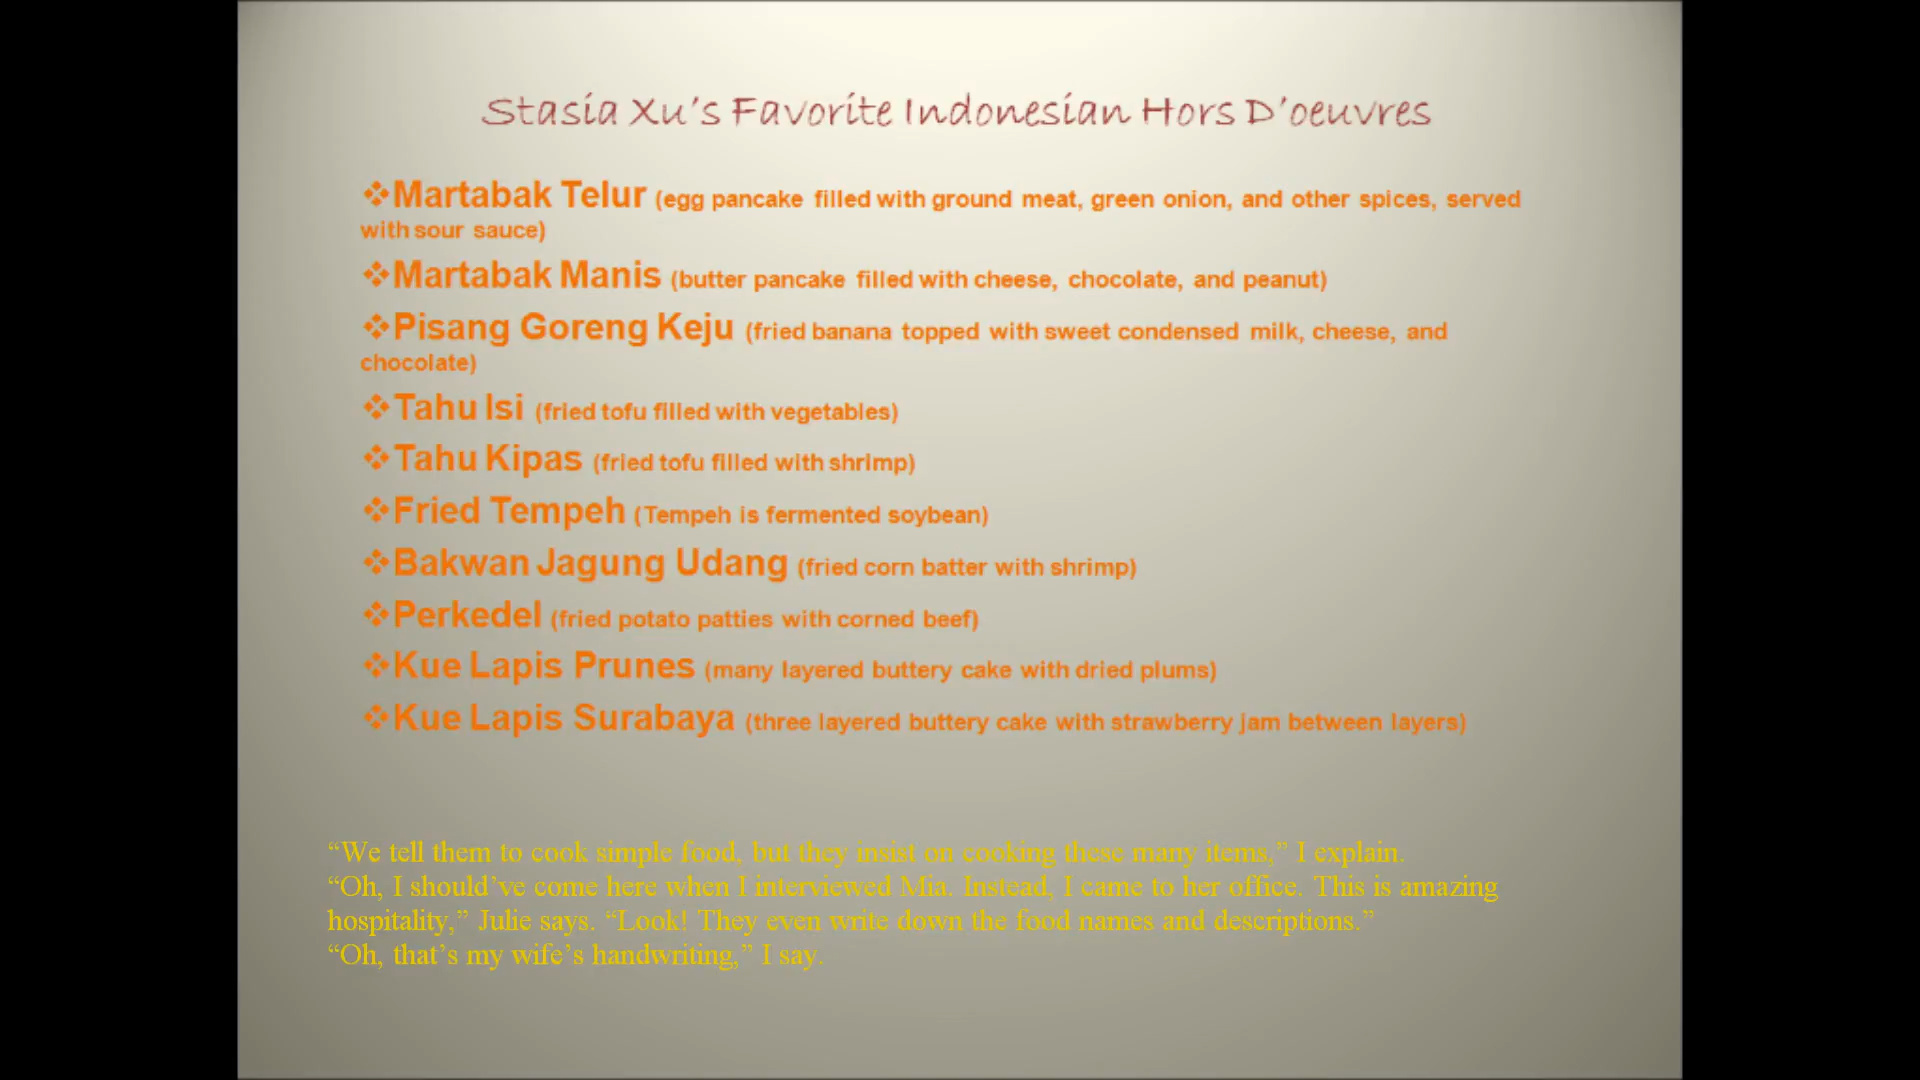 Stasia Xu’s Favorite Indonesian Hors D’oeuvres
❖Martabak Telur (egg pancake filled with ground meat, green onion, and other spices, served
with sour sauce)
❖Martabak Manis (butter pancake filled with cheese, chocolate, and peanut)
❖Pisang Goreng Keju (fried banana topped with sweet condensed milk, cheese, and
chocolate)
❖Tahu Isi (fried tofu filled with vegetables)
❖Tahu Kipas (fried tofu filled with shrimp)
❖Fried Tempeh (Tempeh is fermented soybean)
❖Bakwan Jagung Udang (fried corn batter with shrimp)
❖Perkedel (fried potato patties with corned beef)
❖Kue Lapis Prunes (many layered buttery cake with dried plums)
❖Kue Lapis Surabaya (three layered buttery cake with strawberry jam between layers)
“We tell them to cook simple food, but they insist on cooking these many items,” I explain.
“Oh, I should’ve come here when I interviewed Mia. Instead, I came to her office. This is amazing
hospitality,” Julie says. “Look! They even write down the food names and descriptions.”
“Oh, that’s my wife’s handwriting,” I say.